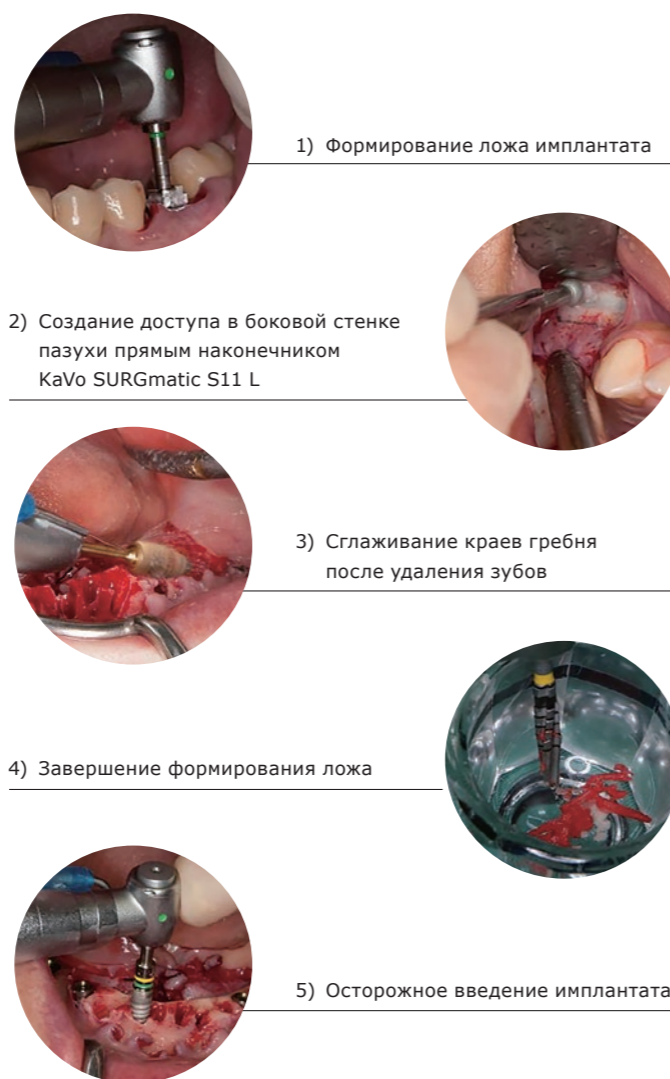 1) Формирование ложа имплантата
2) Создание доступа в боковой стенке
пазухи прямым наконечником
KaVo SURGmatic S11 L
3) Сглаживание краев гребня
после удаления зубов
4) Завершение формирования ложа
5) Осторожное введение имплантата